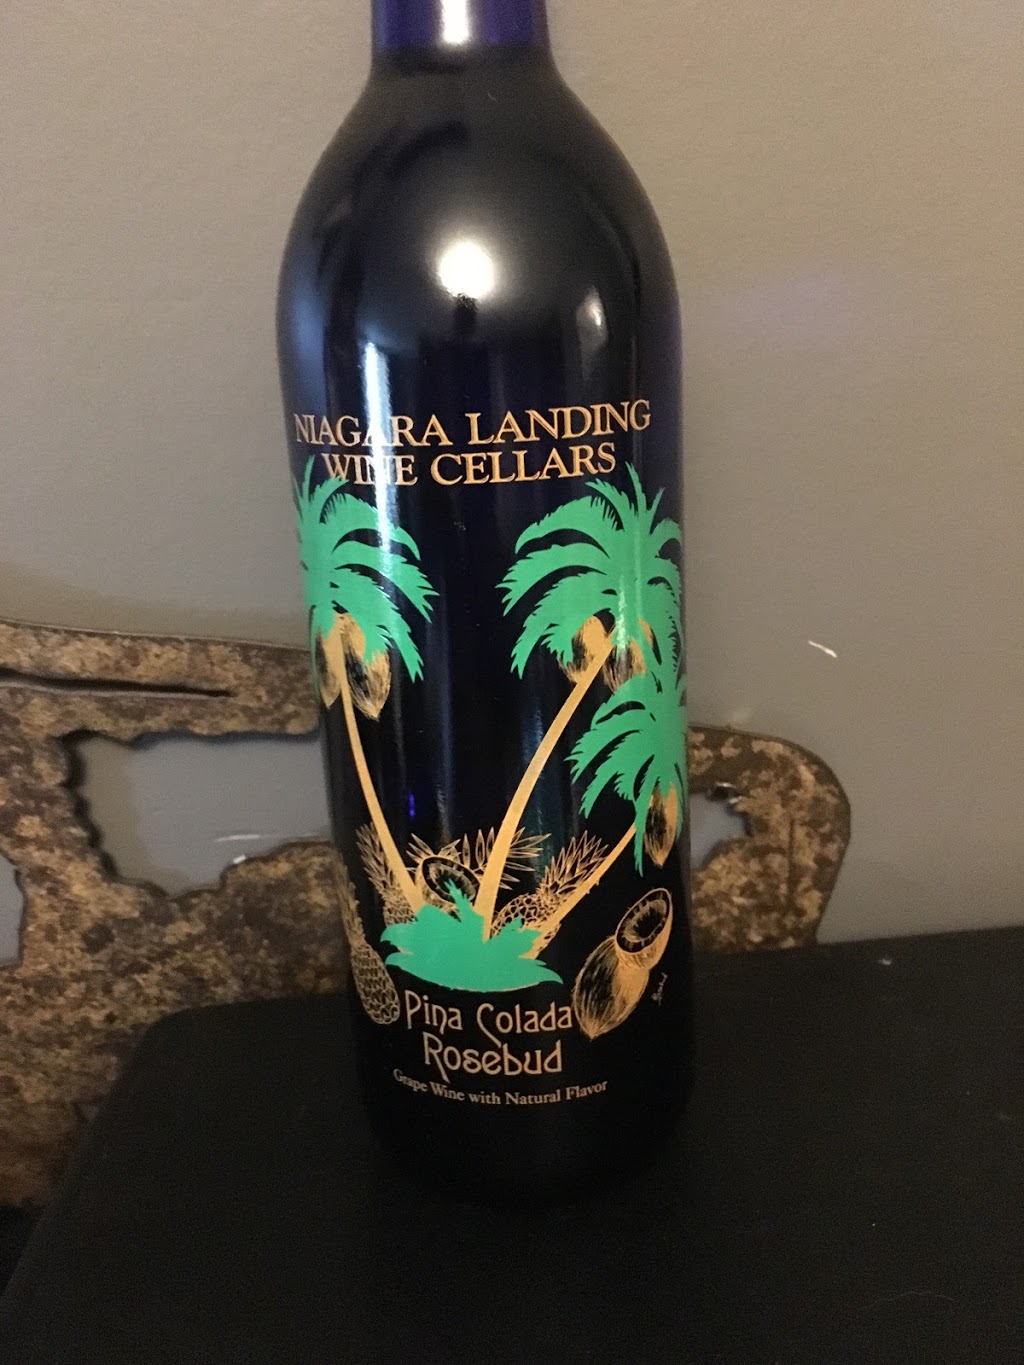 NIAGARA LANDING
WINE CELLARS
Pina Colada
Rosebud
Grape Wine with Natural Flavor